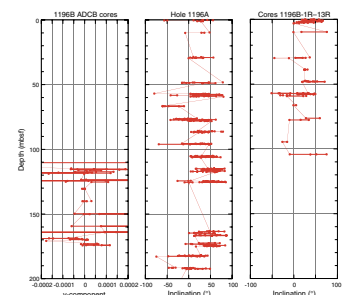 1196B ADCB cores
Hole 1196A
Cores 1196B-1R–13R
0
50
100
150
200
Depth (mbsf)
-0.0002 -0.0001 0 0.0001 0.0002
-100 -50 0 50 100
-100 -50 0 50 100
x-component
Inclination (°)
Inclination (°)